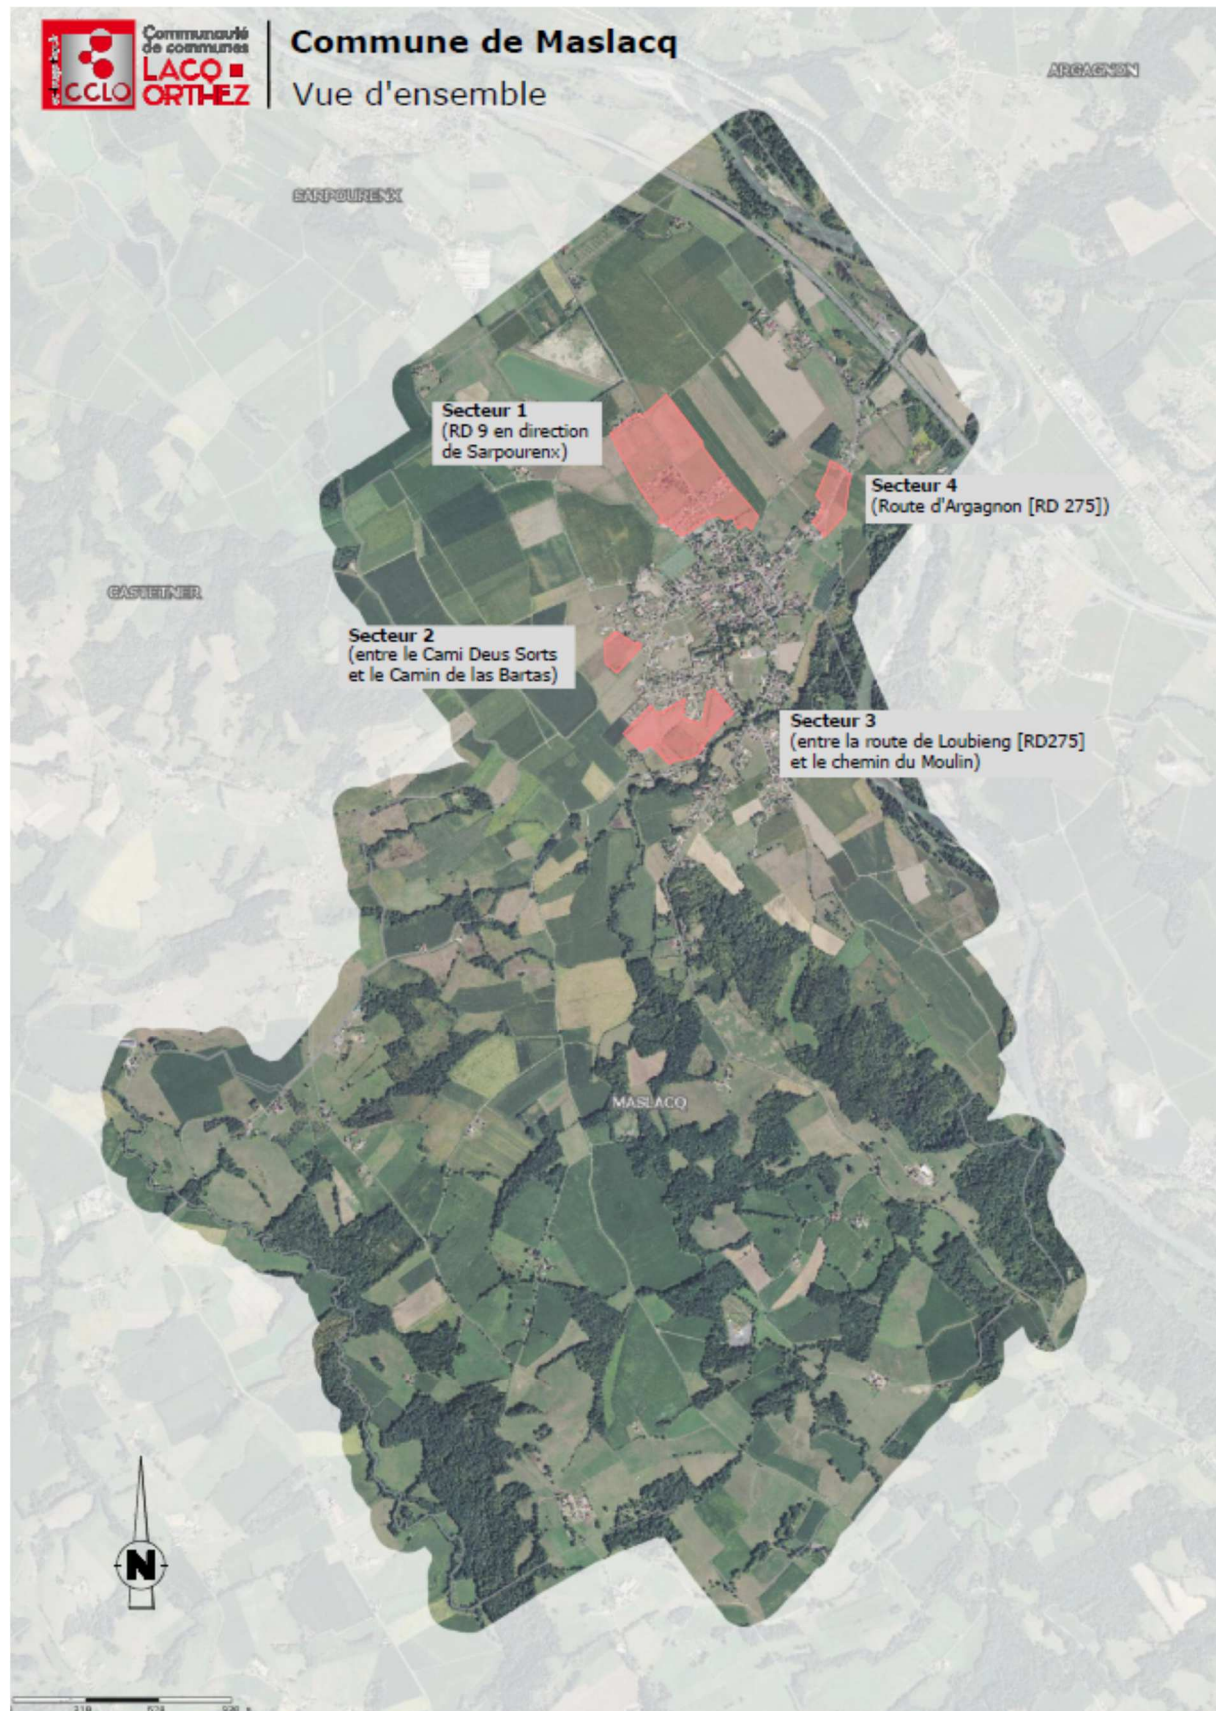 Communauté
de communes
LACQ
ORTHEZ
CCLO
Commune de Maslacq
Vue d'ensemble
ARGAGNON
SARPOURENX
Secteur 1
(RD 9 en direction
de Sarpourenx)
Secteur 4
(Route d'Argagnon [RD 275])
CASTETNER
Secteur 2
(entre le Cami Deus Sorts
et le Camin de las Bartas)
Secteur 3
(entre la route de Loubieng [RD275]
et le chemin du Moulin)
MASLACQ
N